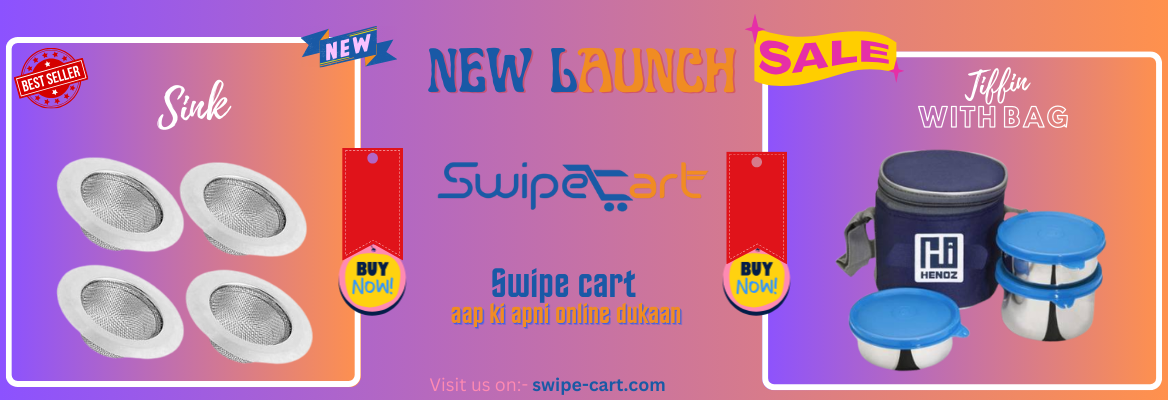 BEST SELLER
NEW
Sink
NEW LAUNCH
SwipeCart
BUY
NOW!
Swipe cart
aap ki apni online dukaan
Visit us on:- swipe-cart.com
SALE
Tiffin
WITH BAG
HENOZ
BUY
NOW!